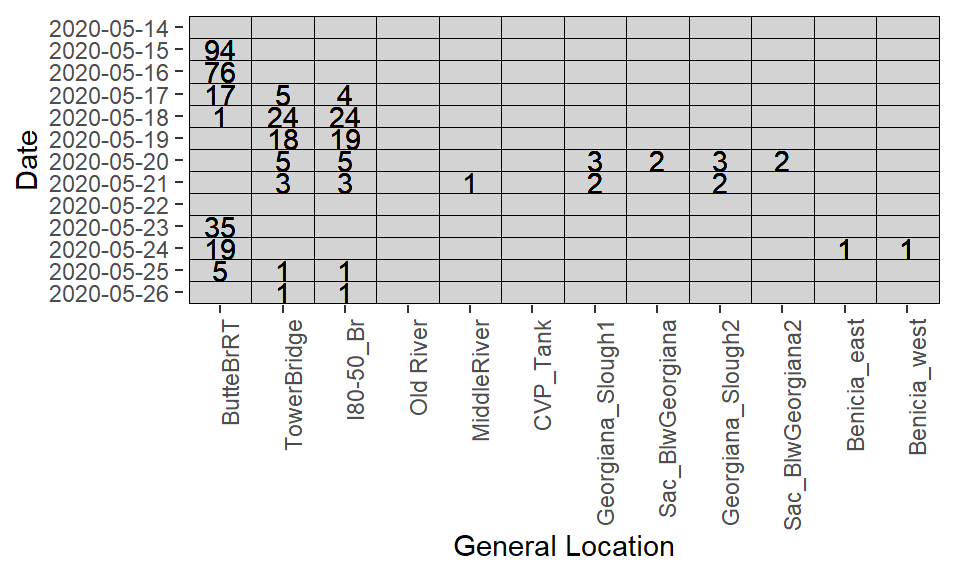 2020-05-14
2020-05-15 94
2020-05-16 76
2020-05-17 17 5 4
2020-05-18 1 24 24
2020-05-19 18 19
2020-05-20 5 5 3 2 3 2
2020-05-21 3 3 1 2 2
2020-05-22
2020-05-23 35
2020-05-24 19 1 1
2020-05-25 5 1 1
2020-05-26 1 1
Date
ButteBrRT
TowerBridge
I80-50_Br
Old River
MiddleRiver
CVP_Tank
Georgiana_Slough1
Sac_BlwGeorgiana
Georgiana_Slough2
Sac_BlwGeorgiana2
Benicia_east
Benicia_west
General Location